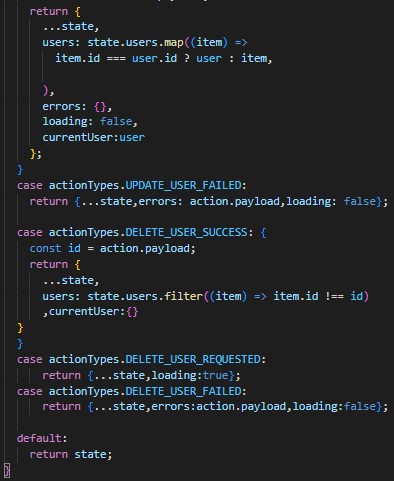 return {
...state,
users: state.users.map((item) =>
item.id === user.id ? user : item,
),
errors: {},
loading: false,
currentUser:user
};
}
case actionTypes.UPDATE_USER_FAILED:
return {...state,errors: action.payload,loading: false};
case actionTypes.DELETE_USER_SUCCESS: {
const id = action.payload;
return {
...state,
users: state.users.filter((item) => item.id !== id)
,currentUser:{}
}
}
case actionTypes.DELETE_USER_REQUESTED:
return {...state,loading:true};
case actionTypes.DELETE_USER_FAILED:
return {...state,errors:action.payload,loading:false};
default:
return state;
}